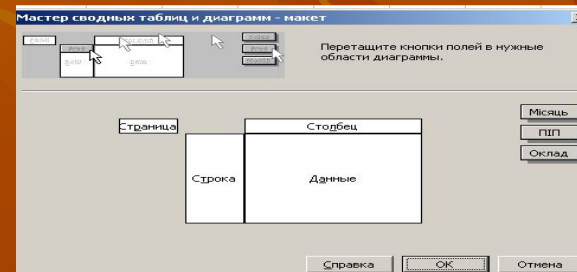 Мастер сводных таблиц и диаграмм - макет
Перетащите кнопки полей в нужные
области диаграммы.
Страница
Столбец
Строка
Данные
Місяць
ПІП
Оклад
Справка
ОК
Отмена